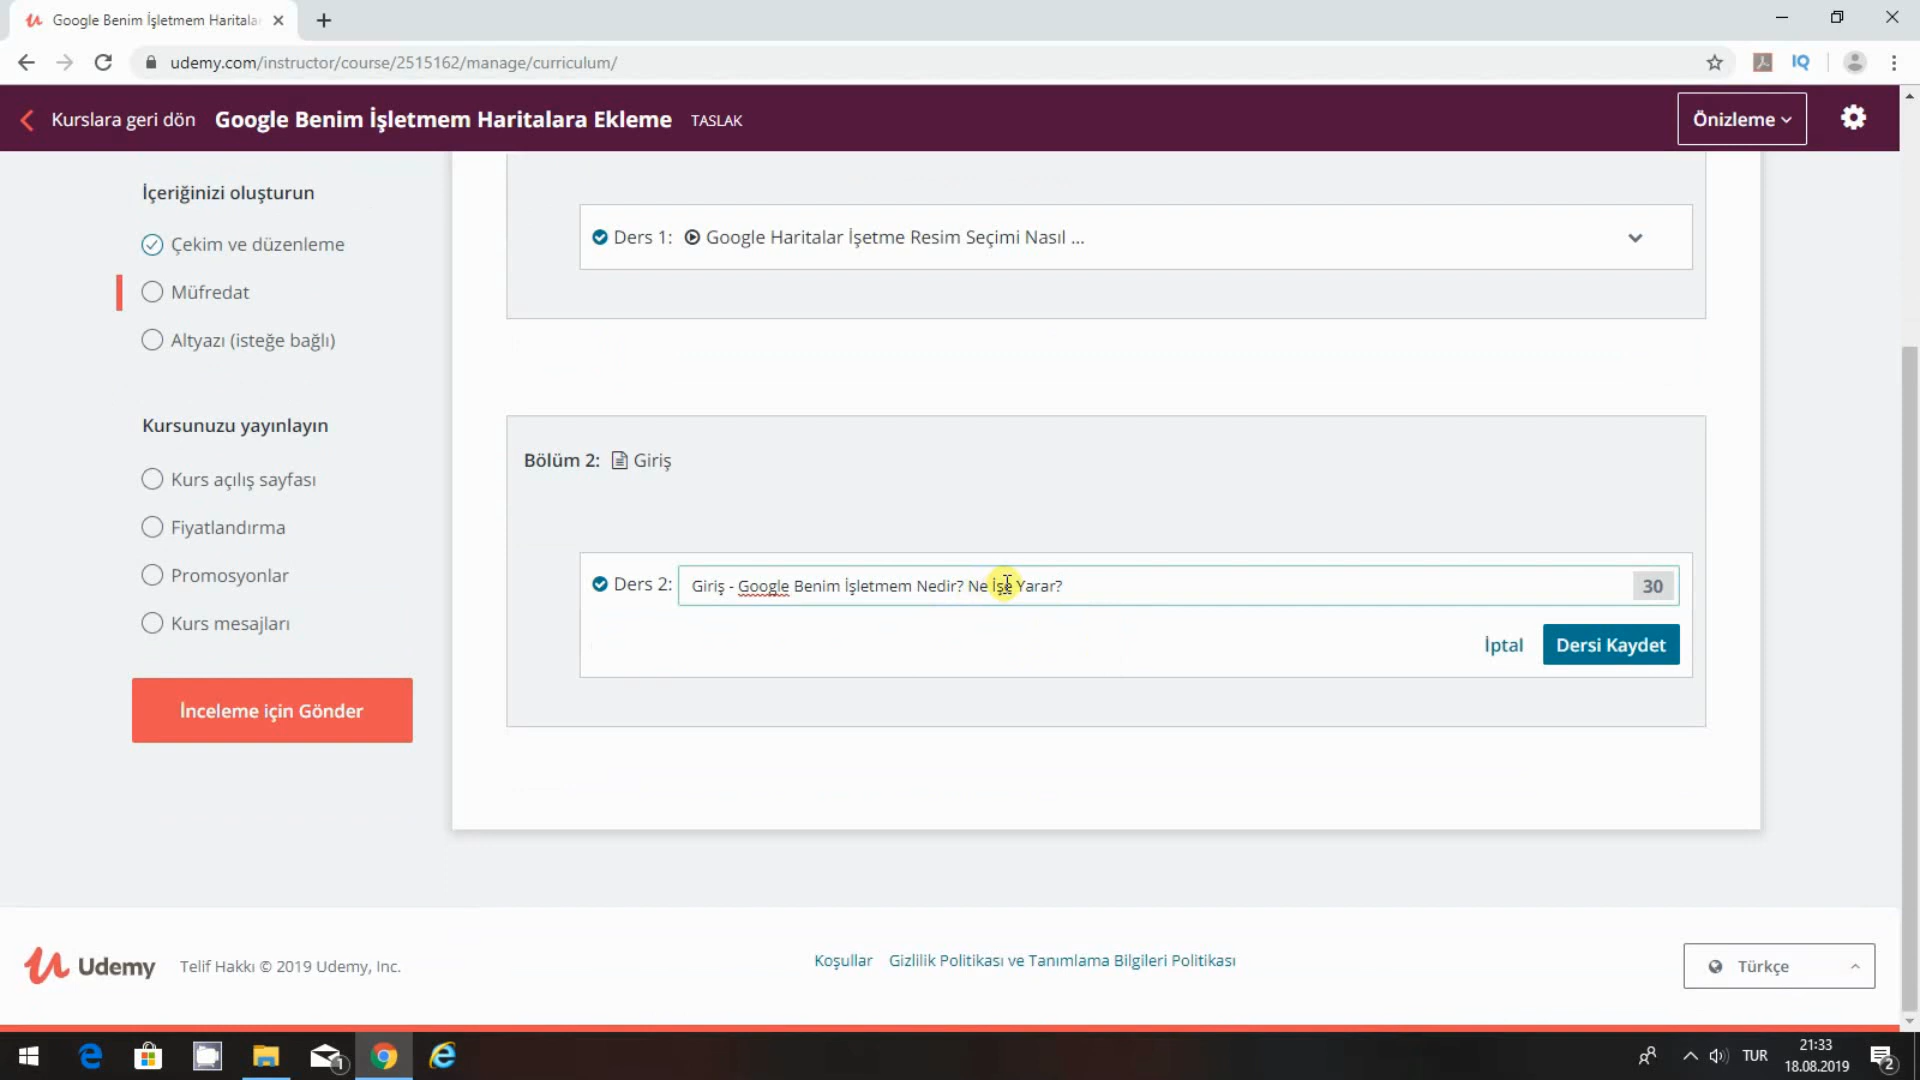 Google Benim İşletmem Haritala
udemy.com/instructor/course/2515162/manage/curriculum/
IQ
Kurslara geri dön
Google Benim İşletmem Haritalara Ekleme
TASLAK
Önizleme
İçeriğinizi oluşturun
Çekim ve düzenleme
Müfredat
Altyazı (isteğe bağlı)
Kursunuzu yayınlayın
Kurs açılış sayfası
Fiyatlandırma
Promosyonlar
Kurs mesajları
İnceleme için Gönder
Ders 1: Google Haritalar İşetme Resim Seçimi Nasıl ...
Bölüm 2: Giriş
Ders 2: Giriş - Google Benim İşletmem Nedir? Ne İşe Yarar? 30
İptal
Dersi Kaydet
Udemy
Telif Hakkı © 2019 Udemy, Inc.
Koşullar
Gizlilik Politikası ve Tanımlama Bilgileri Politikası
Türkçe
1
TUR
21:33
18.08.2019
2